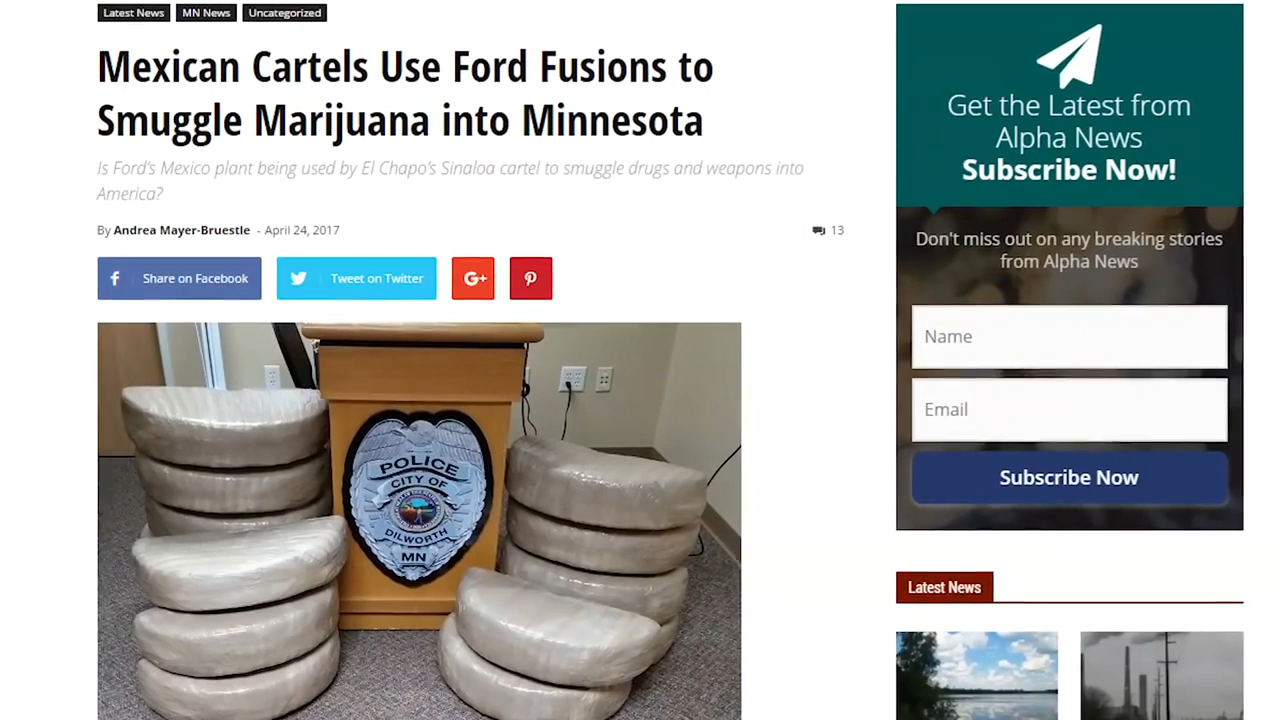 Latest News MN News Uncategorized
Mexican Cartels Use Ford Fusions to
Smuggle Marijuana into Minnesota
Is Ford's Mexico plant being used by El Chapo's Sinaloa cartel to smuggle drugs and weapons into
America?
By Andrea Mayer-Bruestle - April 24, 2017
13
f Share on Facebook
Tweet on Twitter
G+
POLICE
CITY OF
DILWORTH
MN
Get the Latest from
Alpha News
Subscribe Now!
Don't miss out on any breaking stories
from Alpha News
Name
Email
Subscribe Now
Latest News